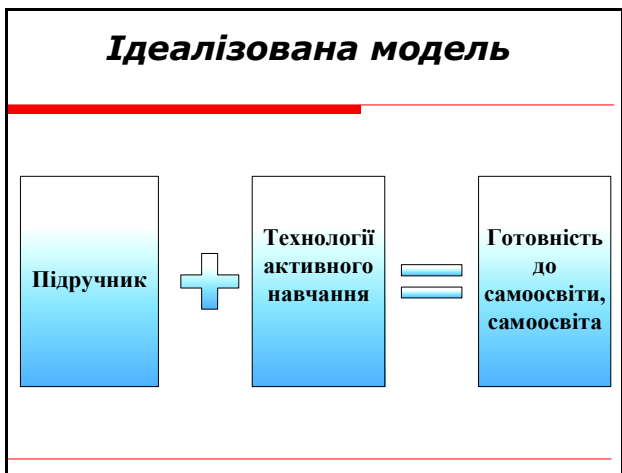 Ідеалізована модель
Підручник
Технології
активного
навчання
Готовність
до
самоосвіти,
самоосвіта